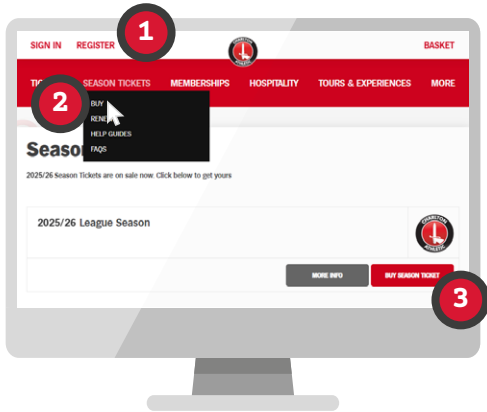 SIGN IN REGISTER 1 BASKET
SEASON TICKETS MEMBERSHIPS HOSPITALITY TOURS & EXPERIENCES MORE
2 BUY
HELP GUIDES
FAQS
2025/26 Season Tickets are on sale now. Click below to get yours
2025/26 League Season
CHARLTON ATHLETIC
MORE INFO BUY SEASON TICKET
3